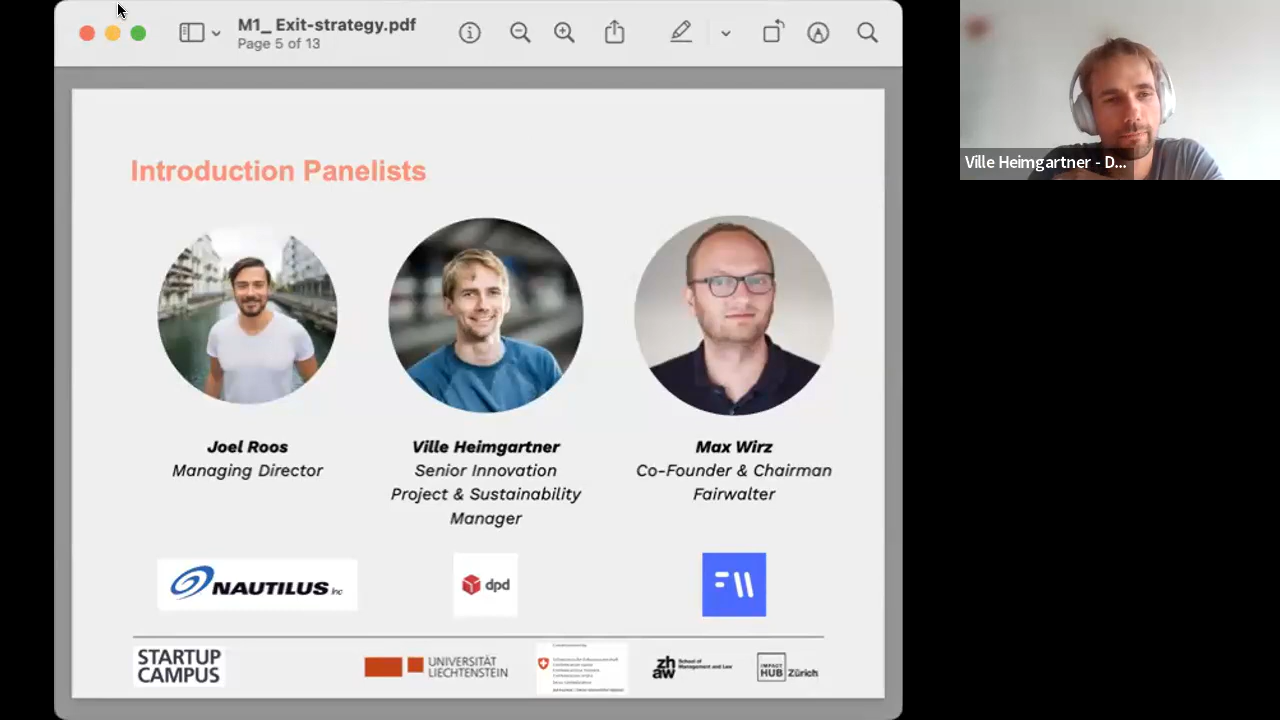 M1_ Exit-strategy.pdf
Page 5 of 13
Ville Heimgartner - D...
Introduction Panelists
Joel Roos
Managing Director
Ville Heimgartner
Senior Innovation
Project & Sustainability
Manager
Max Wirz
Co-Founder & Chairman
Fairwalter
NAUTILUS Inc
dpd
FW
STARTUP
CAMPUS
UNIVERSITÄT
LIECHTENSTEIN
zh
aw
School of
Management and Law
IMPACT
HUB Zürich